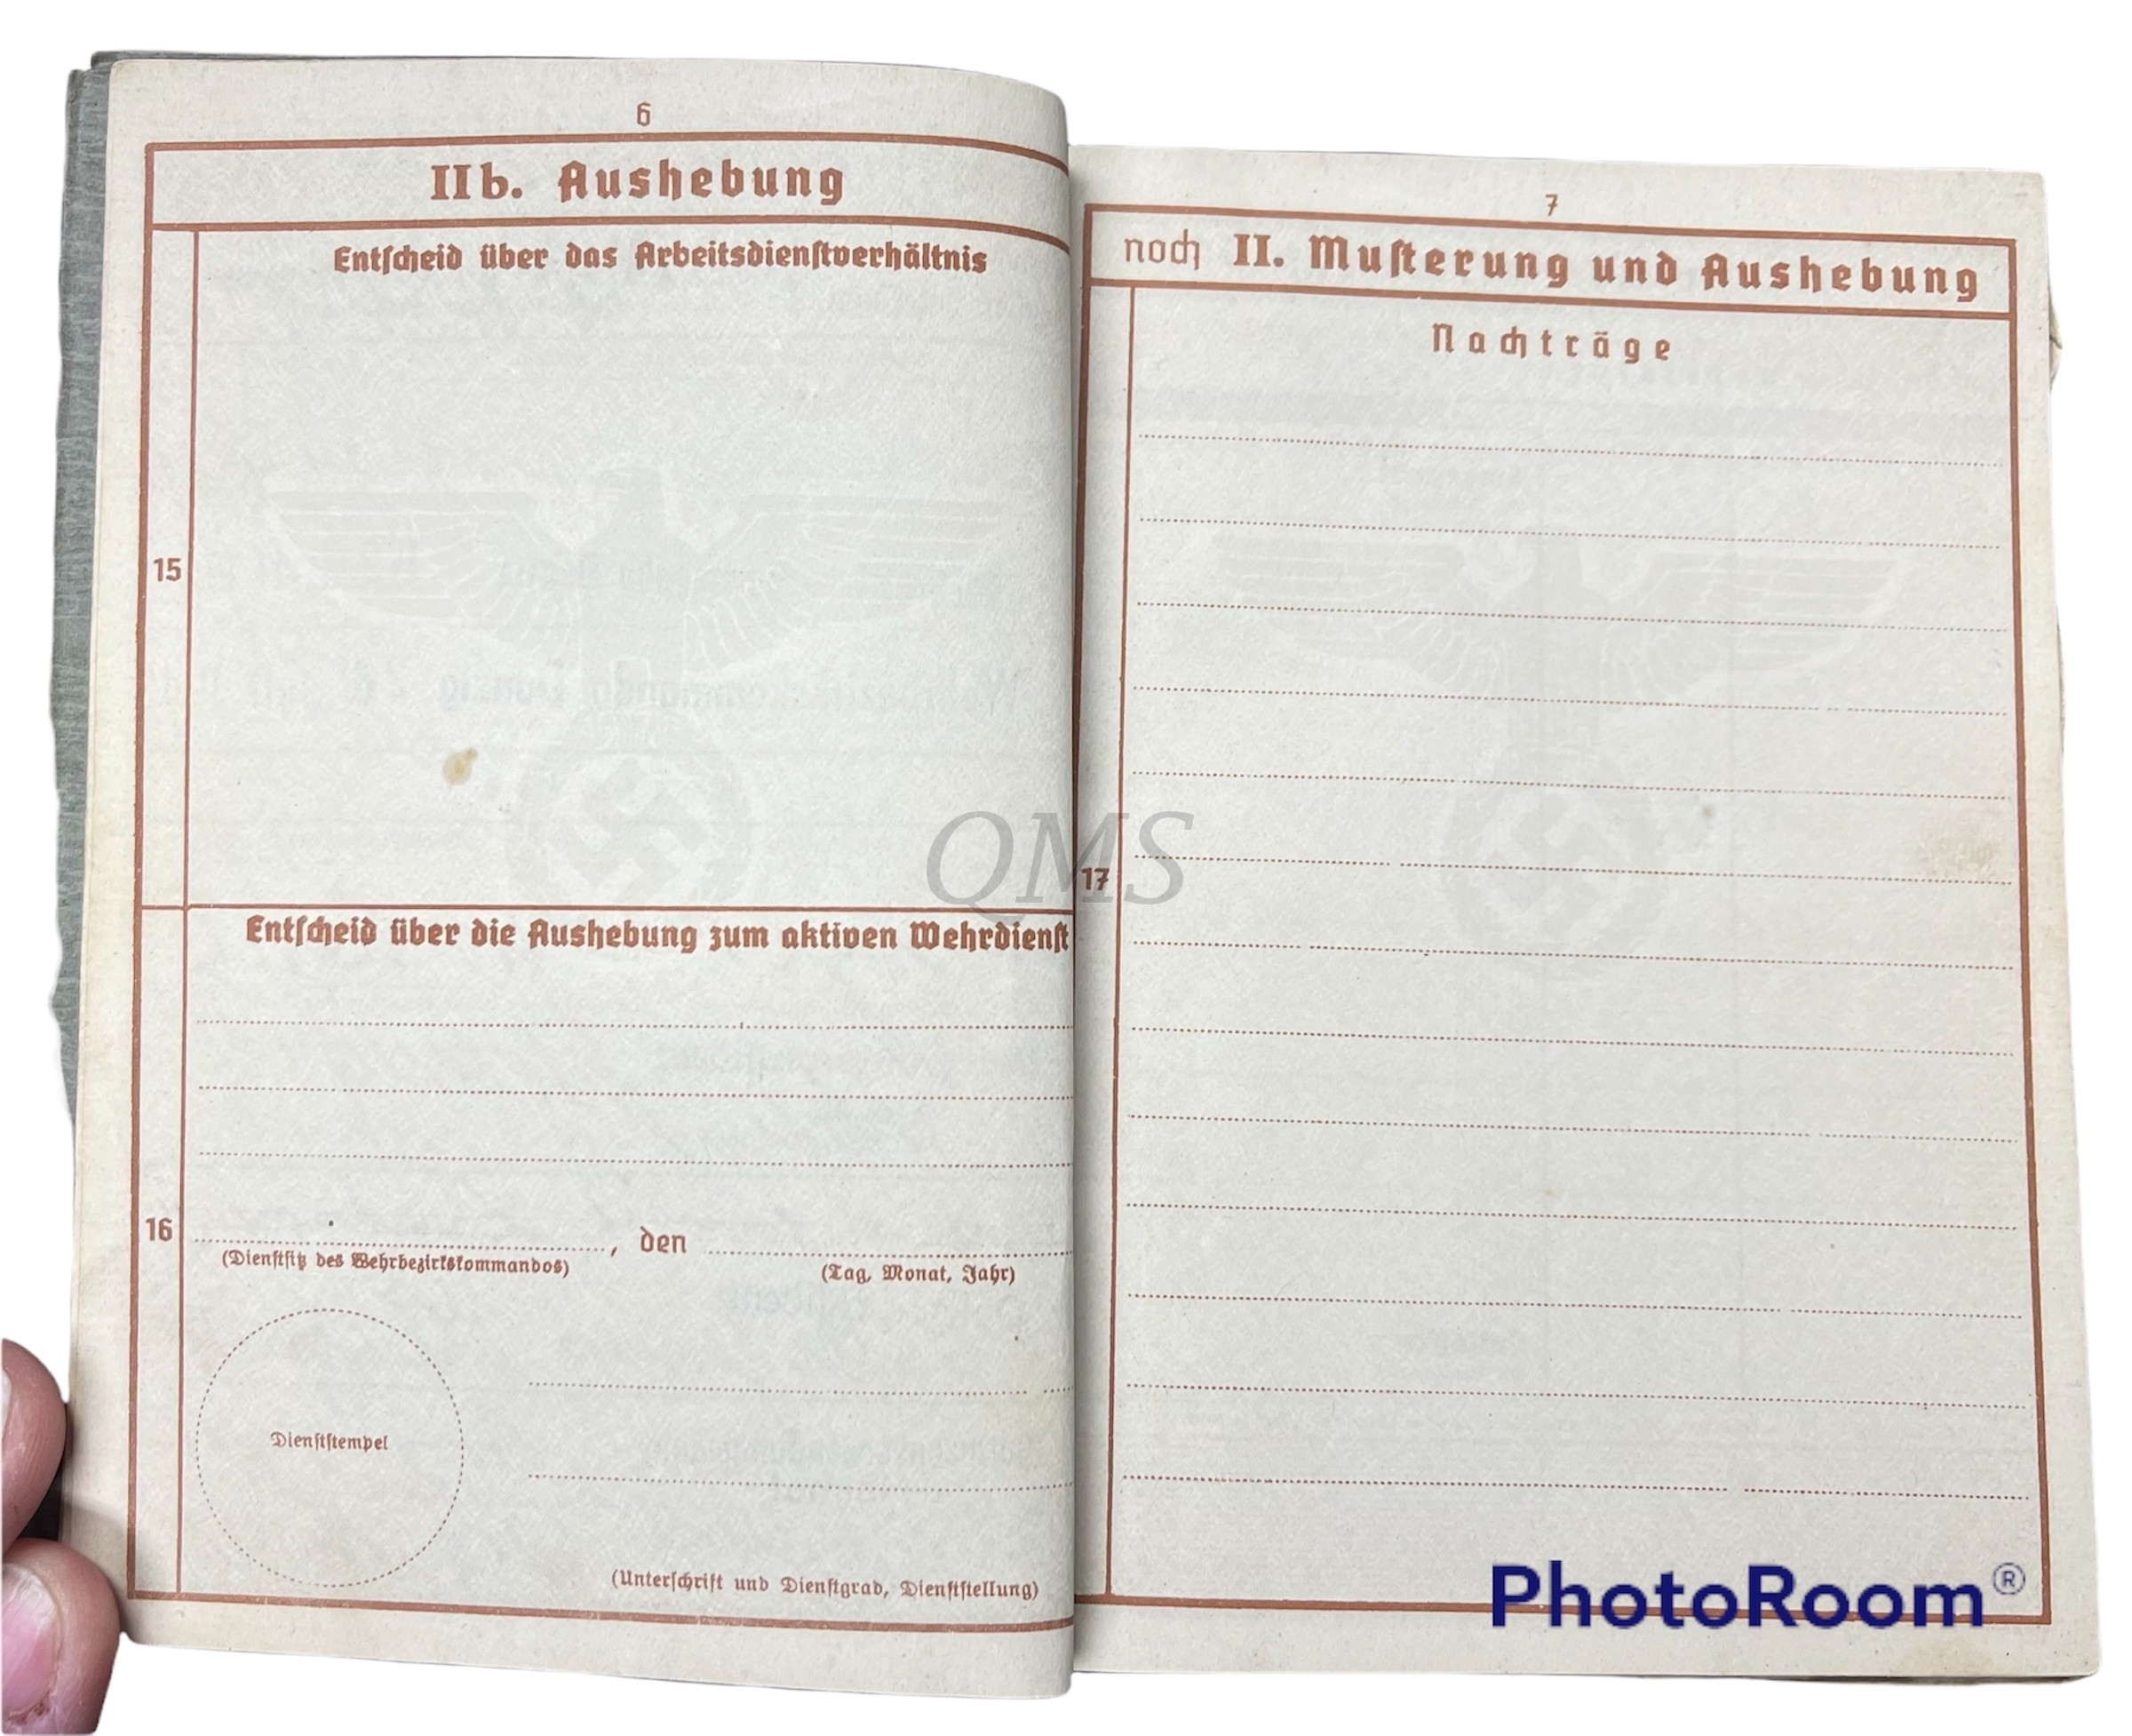 6
IIb. Aushebung
Entſcheid über das Arbeitsdienſtverhältnis
15
Entſcheid über die Aushebung zum aktiven Wehrdienſt
16
, den
(Dienſtſitz des Wehrbezirkskommandos)
(Tag, Monat, Jahr)
Dienſtſtempel
(Unterſchrift und Dienſtgrad, Dienſtſtellung)
7
noch II. Muſterung und Aushebung
Nachträge
17
QMS
PhotoRoom®